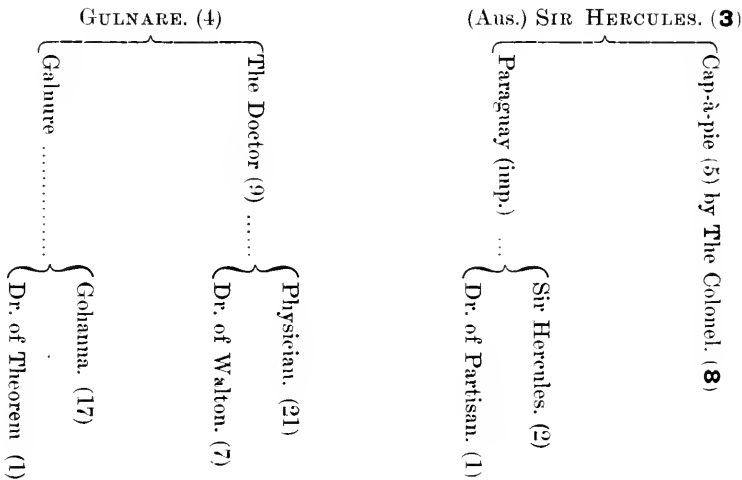 GULNARE. (4)
The Doctor (9) ......
Physician. (21)
Dr. of Walton. (7)
Galnure ...............
Gohanna. (17)
Dr. of Theorem (1)
(Aus.) SIR HERCULES. (3)
Cap-à-pie (5) by The Colonel. (8)
Paraguay (imp.) ...
Sir Hercules. (2)
Dr. of Partisan. (1)